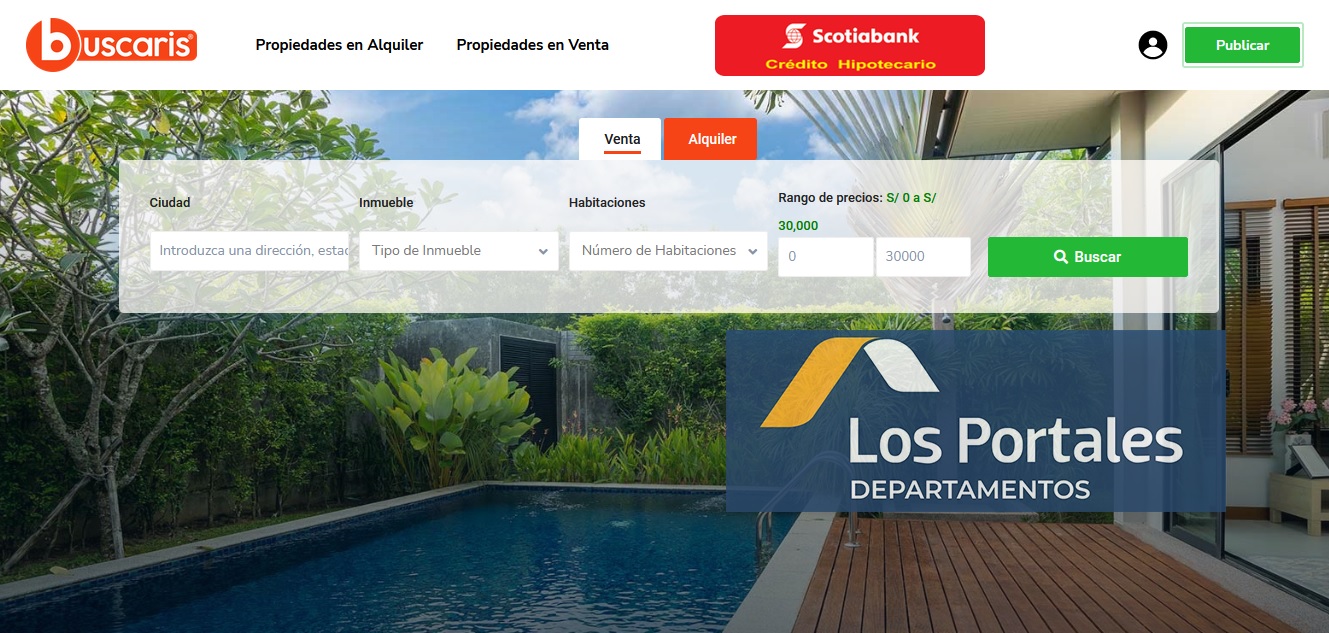 buscaris®
Propiedades en Alquiler
Propiedades en Venta
Scotiabank
Crédito Hipotecario
Publicar
Venta
Alquiler
Ciudad
Inmueble
Habitaciones
Rango de precios: S/ 0 a S/
30,000
Introduzca una dirección, estad
Tipo de Inmueble
Número de Habitaciones
0
30000
Buscar
Los Portales
DEPARTAMENTOS